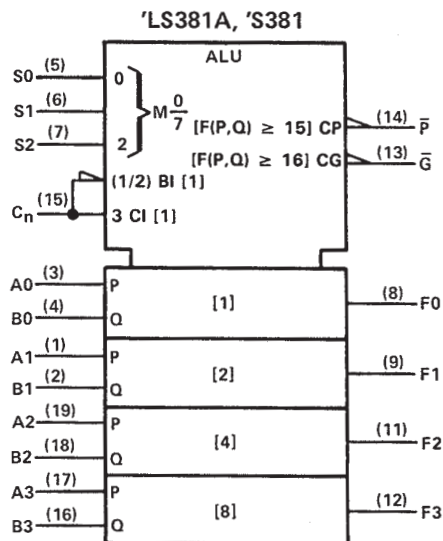 'LS381A, 'S381
ALU
S0 (5) 0
S1 (6) M 0/7
S2 (7) 2
[F(P,Q) ≥ 15] CP (14) P̅
[F(P,Q) ≥ 16] CG (13) G̅
(1/2) BI [1]
Cn (15) 3 CI [1]
A0 (3) P
B0 (4) Q
[1] (8) F0
A1 (1) P
B1 (2) Q
[2] (9) F1
A2 (19) P
B2 (18) Q
[4] (11) F2
A3 (17) P
B3 (16) Q
[8] (12) F3